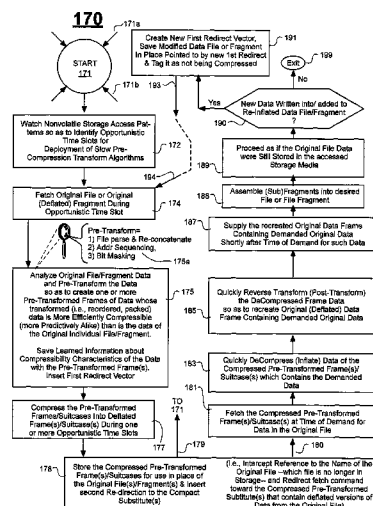 170
171a
START
171
171b
Watch Nonvolatile Storage Access Pat-
terns so as to Identify Opportunistic
Time Slots for
Deployment of Slow Pre-
Compression Transform Algorithms
172
194
Fetch Original File or Original
(Deflated) Fragment During
Opportunistic Time Slot
174
Pre-Transform=
1) File parse & Re-concatenate
2) Addr Sequencing,
3) Bit Masking
175a
Analyze Original File/Fragment Data
and Pre-Transform the Data
so as to create one or more
Pre-Transformed Frames of Data whose
transformed (i.e., reordered, packed)
data is More Efficiently Compressible
(more Predictively Alike) than is the data
of the Original Individual File/Fragment.
Save Learned Information about
Compressibility Characteristics of the Data
with the Pre-Transformed Frame(s).
Insert First Redirect Vector
175
Compress the Pre-Transformed
Frames/Suitcases into Deflated
Frame(s)/Suitcase(s) During one
or more Opportunistic Time Slots
177
TO
171
179
178
Store the Compressed Pre-Transformed
Frame(s)/Suitcases for use in place of
the Original File(s)/Fragment(s) & Insert
second Re-direction to the Compact
Substitute(s)
180
(I.e., Intercept Reference to the Name of the
Original File --which file is no longer in
Storage-- and Redirect fetch command
toward the Compressed Pre-Transformed
Subtitute(s) that contain deflated versions of
Data from the Original File)
181
Fetch the Compressed Pre-Transformed
Frame(s)/Suitcase(s) at Time of Demand for
Data in the Original File
183
Quickly DeCompress (Inflate) Data of the
Compressed Pre-Transformed Frame(s)/
Suitcase(s) which Contains the Demanded
Data
185
Quickly Reverse Transform (Post-Transform)
the DeCompressed Frame Data
so as to recreate Original (Deflated) Data
Frame Containing Demanded Original Data
187
Supply the recreated Original Data Frame
Containing Demanded Original Data
Shortly after Time of Demand for such Data
188
Assemble (Sub)Fragments into desired
File or File Fragment
189
Proceed as if the Original File Data
were Still Stored in the accessed
Storage Media
190
New Data Written into/ added to
Re-Inflated Data File/Fragment
?
Yes
No
Exit
199
191
Create New First Redirect Vector,
Save Modified Data File or Fragment
In Place Pointed to by new 1st Redirect
& Tag it as not being Compressed
193